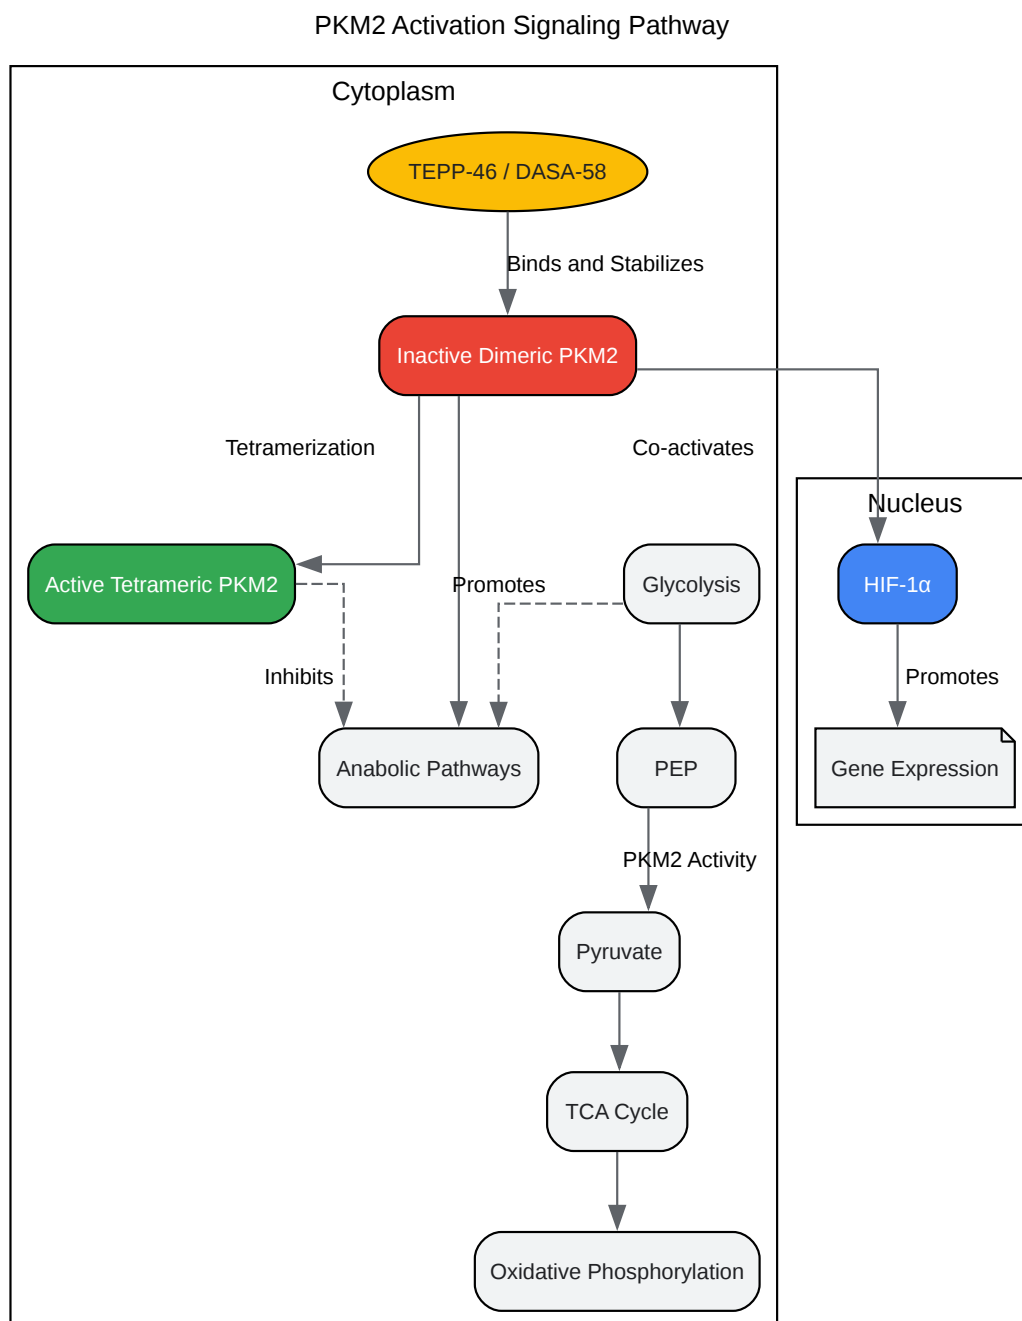 PKM2 Activation Signaling Pathway
Cytoplasm
TEPP-46 / DASA-58
Binds and Stabilizes
Inactive Dimeric PKM2
Tetramerization
Co-activates
Nucleus
Active Tetrameric PKM2
Promotes
Glycolysis
HIF-1α
Inhibits
Promotes
Anabolic Pathways
PEP
Gene Expression
PKM2 Activity
Pyruvate
TCA Cycle
Oxidative Phosphorylation